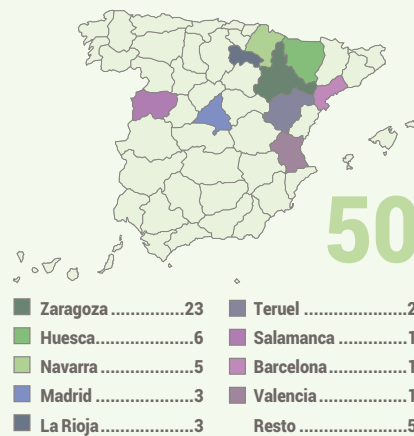 50
Zaragoza ............. 23
Huesca ................. 6
Navarra ................ 5
Madrid .................. 3
La Rioja ................ 3
Teruel ................... 2
Salamanca .......... 1
Barcelona ............ 1
Valencia ............... 1
Resto .................... 5